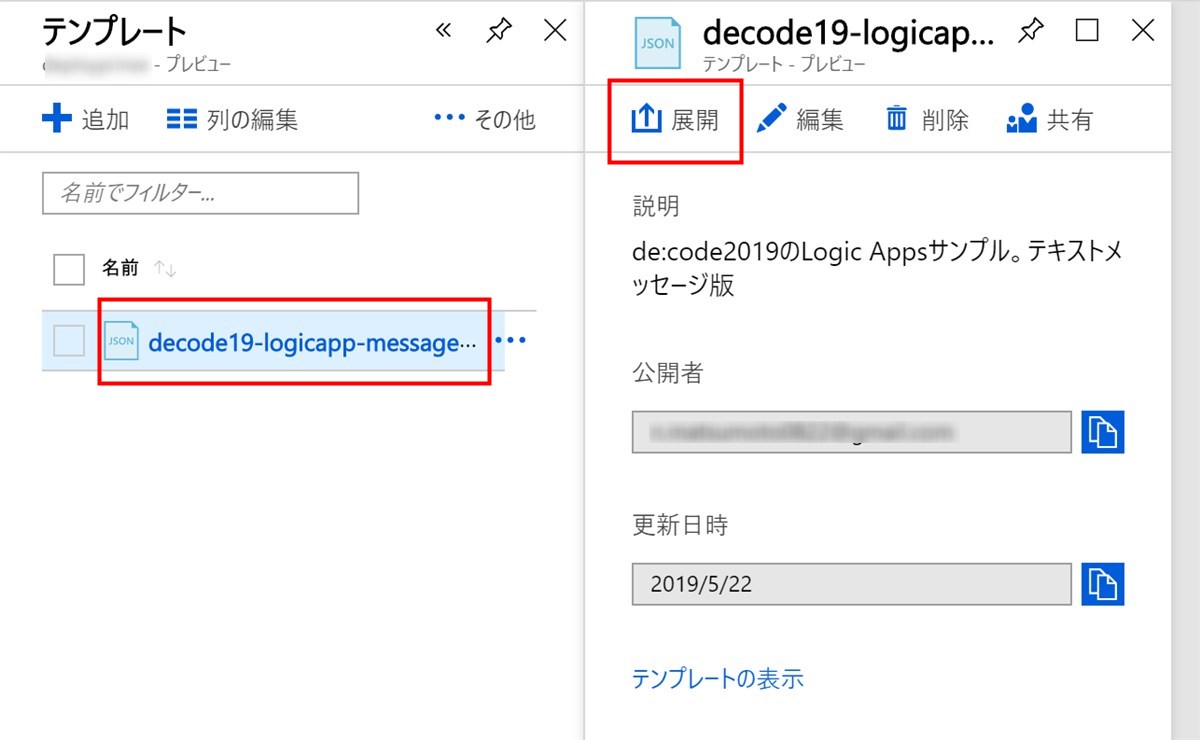 テンプレート
- プレビュー
追加
列の編集
その他
名前でフィルター...
名前
JSON
decode19-logicapp-message...
JSON
decode19-logicap...
テンプレート - プレビュー
展開
編集
削除
共有
説明
de:code2019のLogic Appsサンプル。テキストメ
ッセージ版
公開者
更新日時
2019/5/22
テンプレートの表示